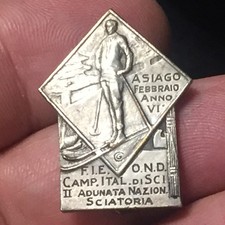 ASIAGO
FEBBRAIO
ANNO
VI
F.I.E. O.N.D.
CAMP. ITAL. DI SCI
II ADUNATA NAZION.
SCIATORIA